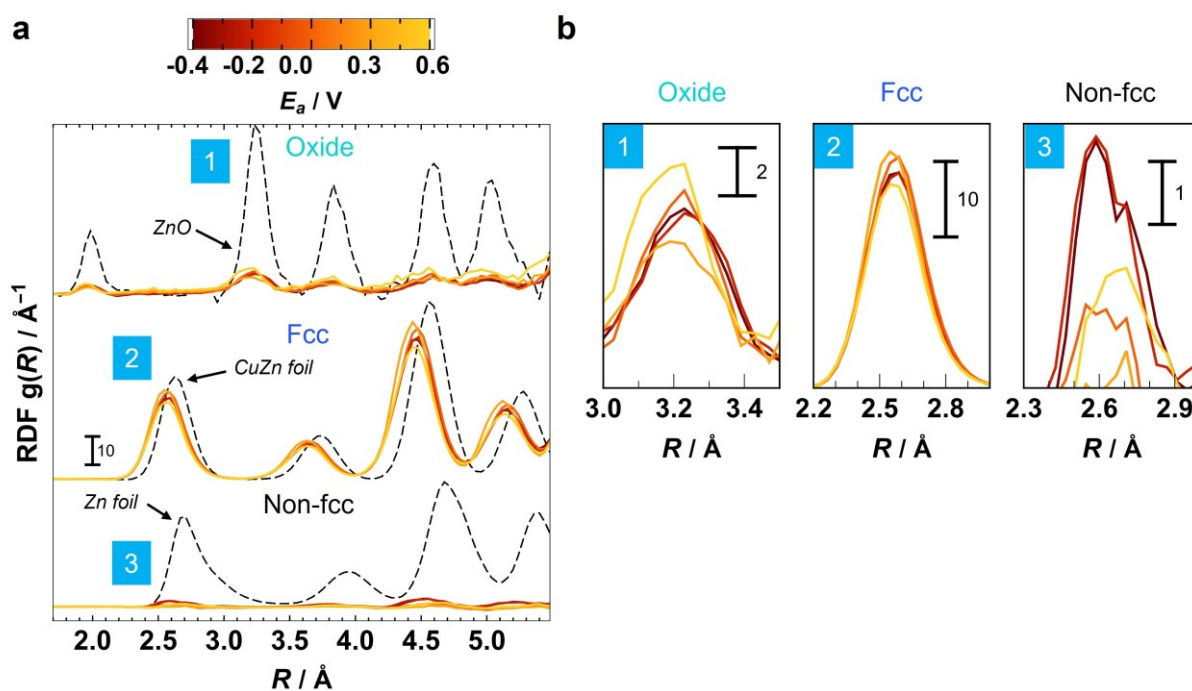 a
-0.4 -0.2 0.0 0.3 0.6
E_a / V
1
Oxide
ZnO
Fcc
2
CuZn foil
10
Zn foil
Non-fcc
3
RDF g(R) / Å⁻¹
2.0 2.5 3.0 3.5 4.0 4.5 5.0
R / Å
b
Oxide
1
2
3.0 3.2 3.4
R / Å
Fcc
2
10
2.2 2.5 2.8
R / Å
Non-fcc
3
1
2.3 2.6 2.9
R / Å